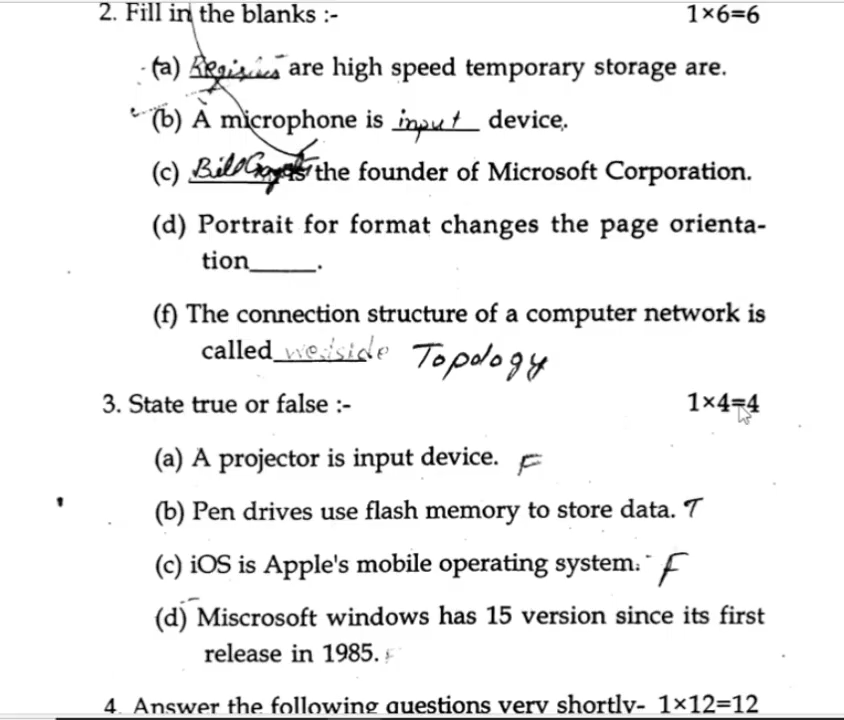 2. Fill in the blanks :- 1×6=6
(a) Registers are high speed temporary storage are.
(b) A microphone is input device.
(c) Bill Gates is the founder of Microsoft Corporation.
(d) Portrait for format changes the page orienta-
tion_____.
(f) The connection structure of a computer network is
called Topology
3. State true or false :- 1×4=4
(a) A projector is input device. F
(b) Pen drives use flash memory to store data. T
(c) iOS is Apple's mobile operating system. F
(d) Miscrosoft windows has 15 version since its first
release in 1985. F
4. Answer the following questions very shortly- 1×12=12